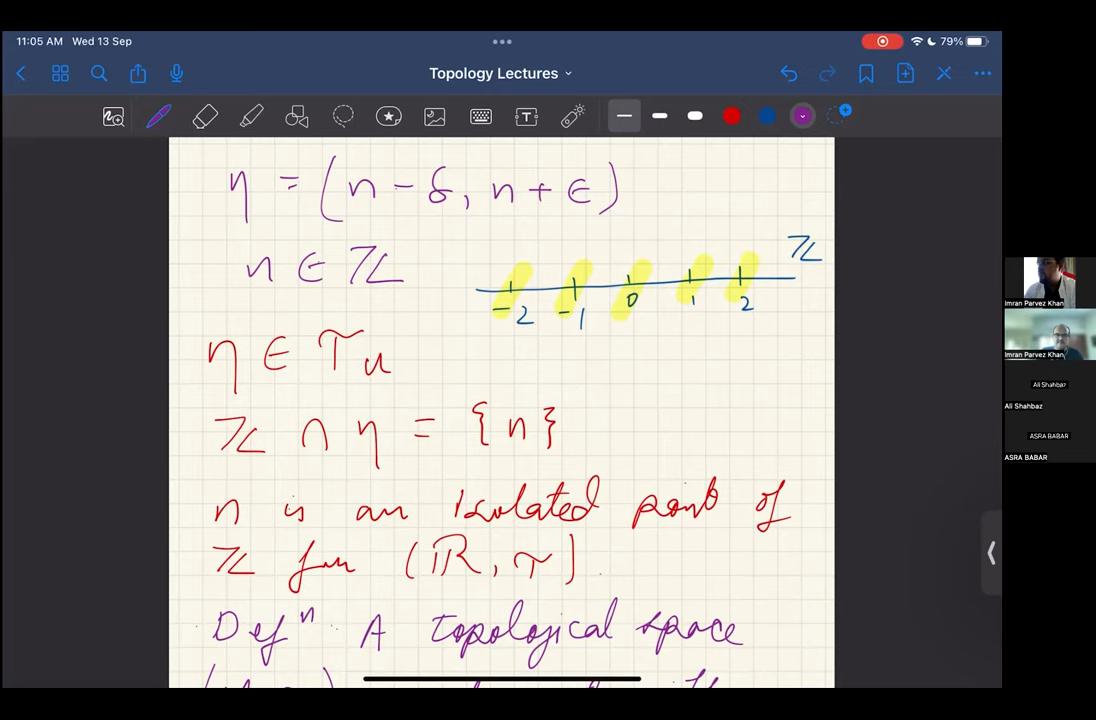 11:05 AM Wed 13 Sep
79%
Topology Lectures
η = (n − δ, n + ε)
n ∈ ℤ
ℤ
-2 -1 0 1 2
η ∈ τu
ℤ ∩ η = {n}
n is an isolated point of
ℤ for (ℝ, τ)
Defⁿ. A topological space
Imran Parvez Khan
Imran Parvez Khan
Ali Shahbaz
Ali Shahbaz
ASRA BABAR
ASRA BABAR